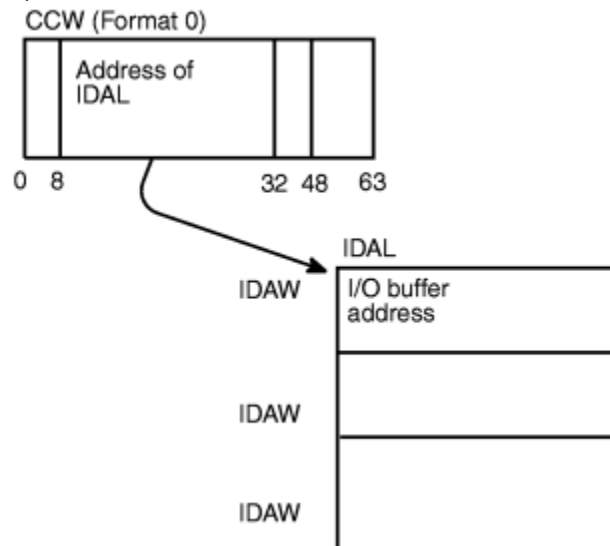 CCW (Format 0)
Address of
IDAL
0 8 32 48 63
IDAL
IDAW
I/O buffer
address
IDAW
IDAW